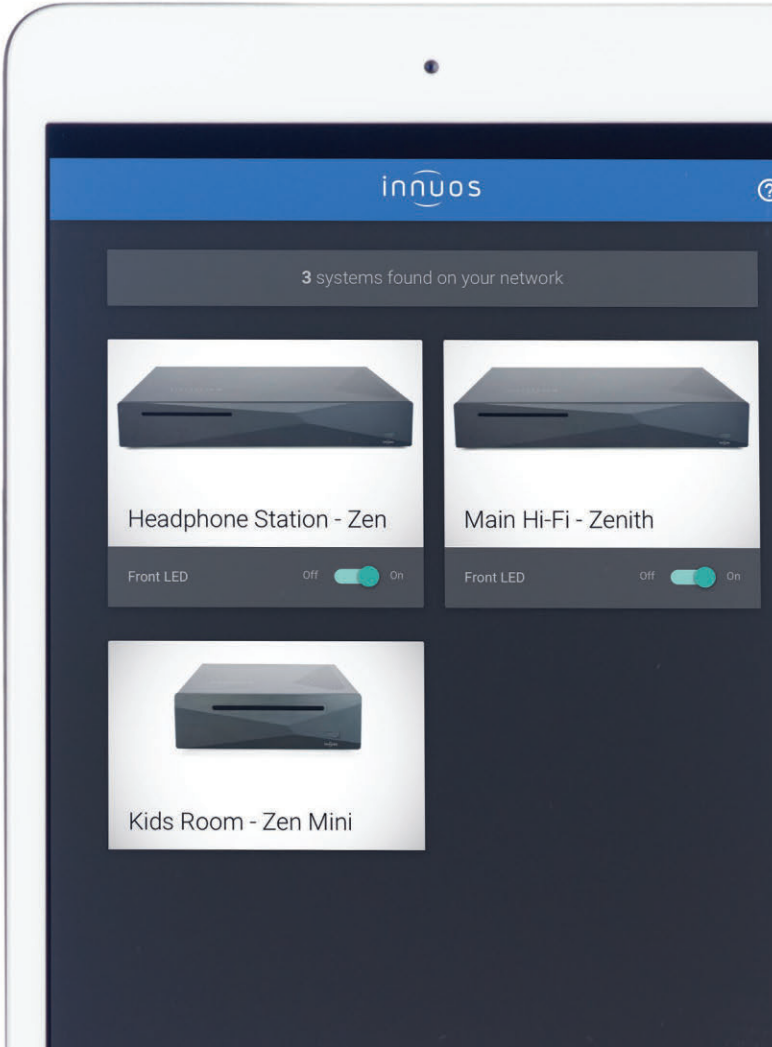 innuos
?
3 systems found on your network
Headphone Station - Zen
Main Hi-Fi - Zenith
Front LED Off On
Front LED Off On
Kids Room - Zen Mini